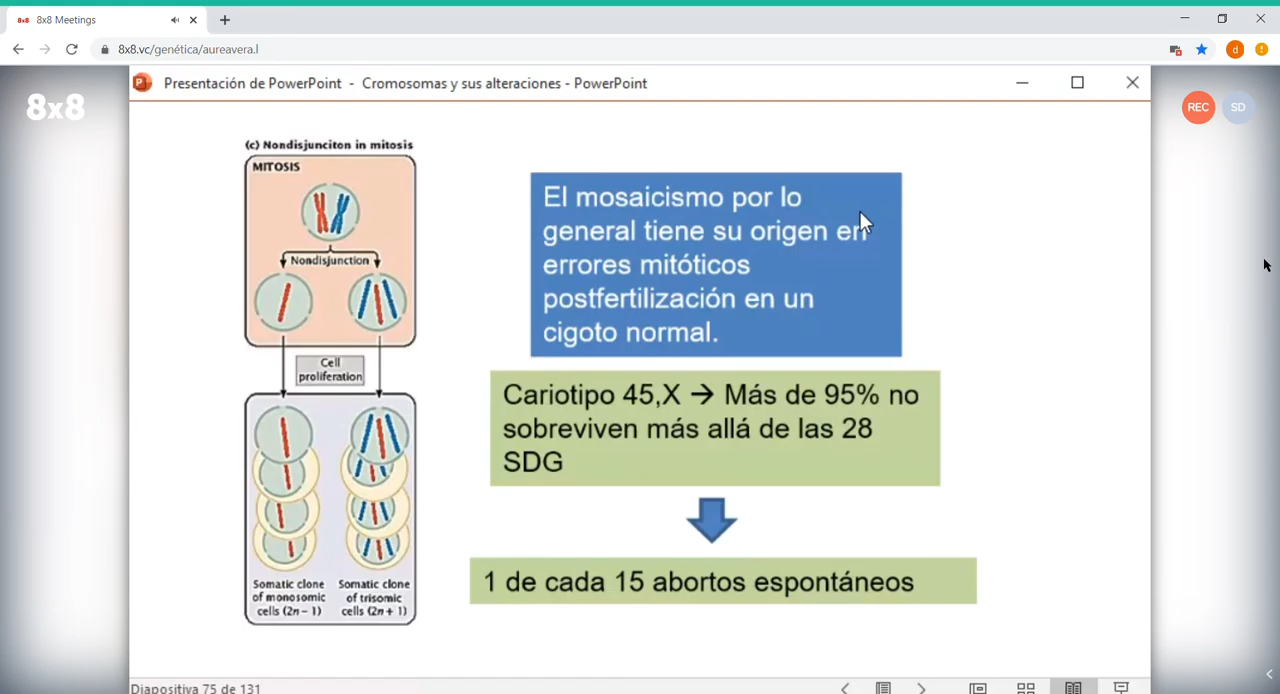 8x8 8x8 Meetings
8x8.vc/genética/aureavera.l
d
8x8
Presentación de PowerPoint - Cromosomas y sus alteraciones - PowerPoint
REC
SD
(c) Nondisjunciton in mitosis
MITOSIS
Nondisjunction
Cell
proliferation
Somatic clone
of monosomic
cells (2n – 1)
Somatic clone
of trisomic
cells (2n + 1)
El mosaicismo por lo
general tiene su origen en
errores mitóticos
postfertilización en un
cigoto normal.
Cariotipo 45,X → Más de 95% no
sobreviven más allá de las 28
SDG
1 de cada 15 abortos espontáneos
Diapositiva 75 de 131